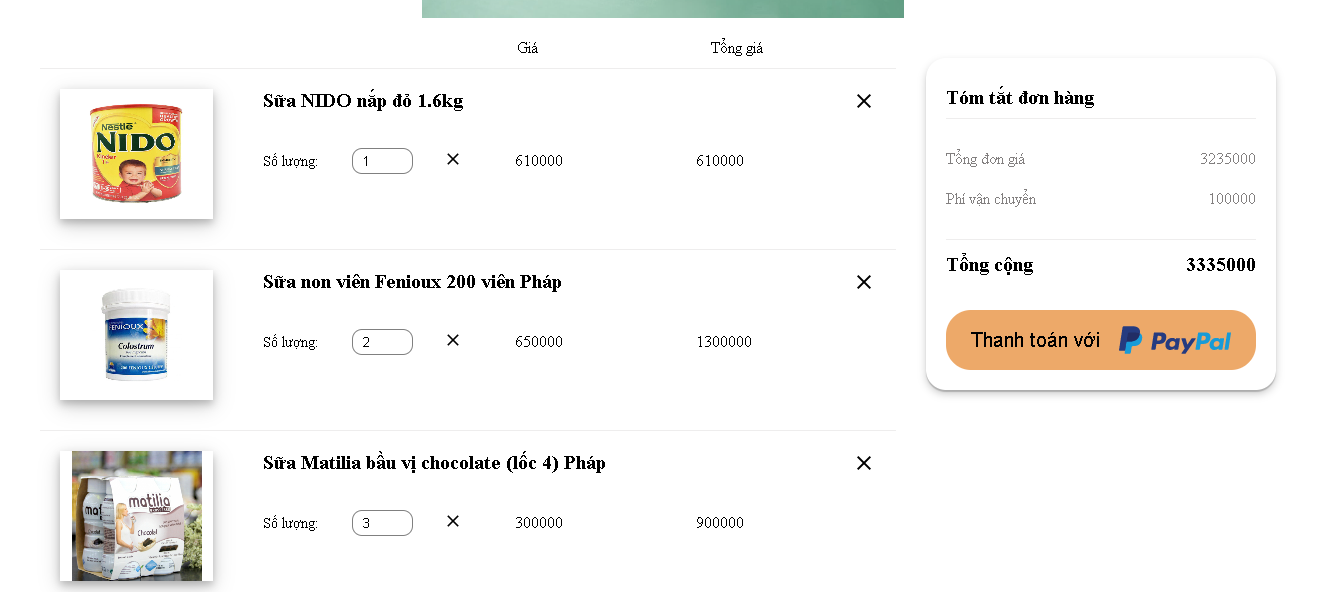 Giá Tổng giá
Sữa NIDO nắp đỏ 1.6kg
Nestlé
NIDO
Số lượng: 1 610000 610000
Sữa non viên Fenioux 200 viên Pháp
FENIOUX
Colostrum
Số lượng: 2 650000 1300000
Sữa Matilia bầu vị chocolate (lốc 4) Pháp
matilia
Chocolat
Số lượng: 3 300000 900000
Tóm tắt đơn hàng
Tổng đơn giá 3235000
Phí vận chuyển 100000
Tổng cộng 3335000
Thanh toán với PayPal